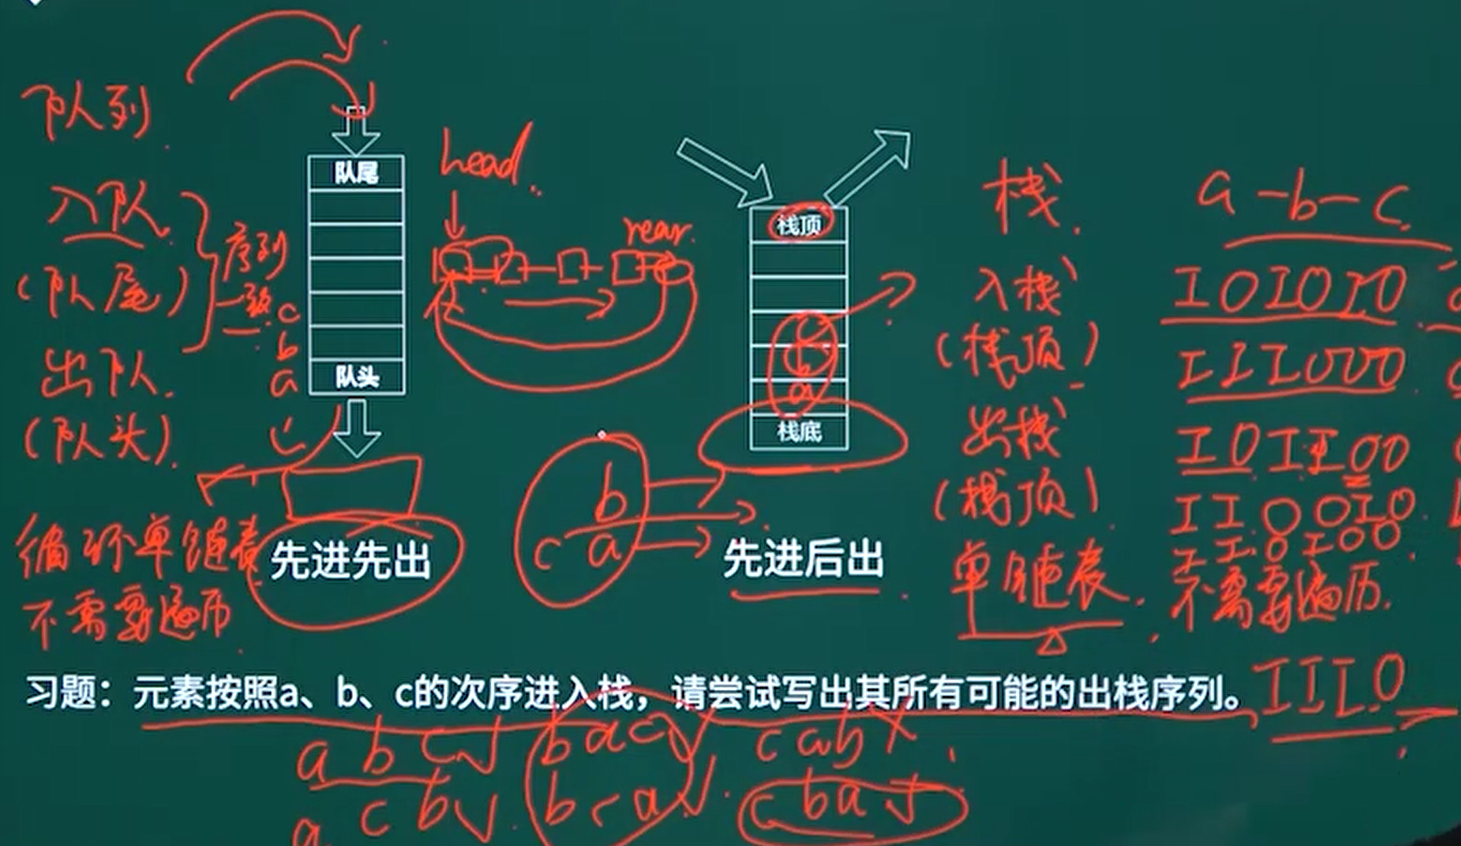 队列
入队
(队尾)
出队
(队头)
序列
一致
c
b
a
队尾
队头
循环单链表
不需要遍历
先进先出
head
rear
栈顶
c
b
a
栈底
b
c a
先进后出
栈
入栈
(栈顶)
出栈
(栈顶)
单链表
a-b-c
IOIOIO
IIIOOO
IOIIOO
IIOOIO
IIOIOO
不需要遍历
习题：元素按照a、b、c的次序进入栈，请尝试写出其所有可能的出栈序列。
IIIO
abc√ bac√ cab×
a cb√ bca√ cba√